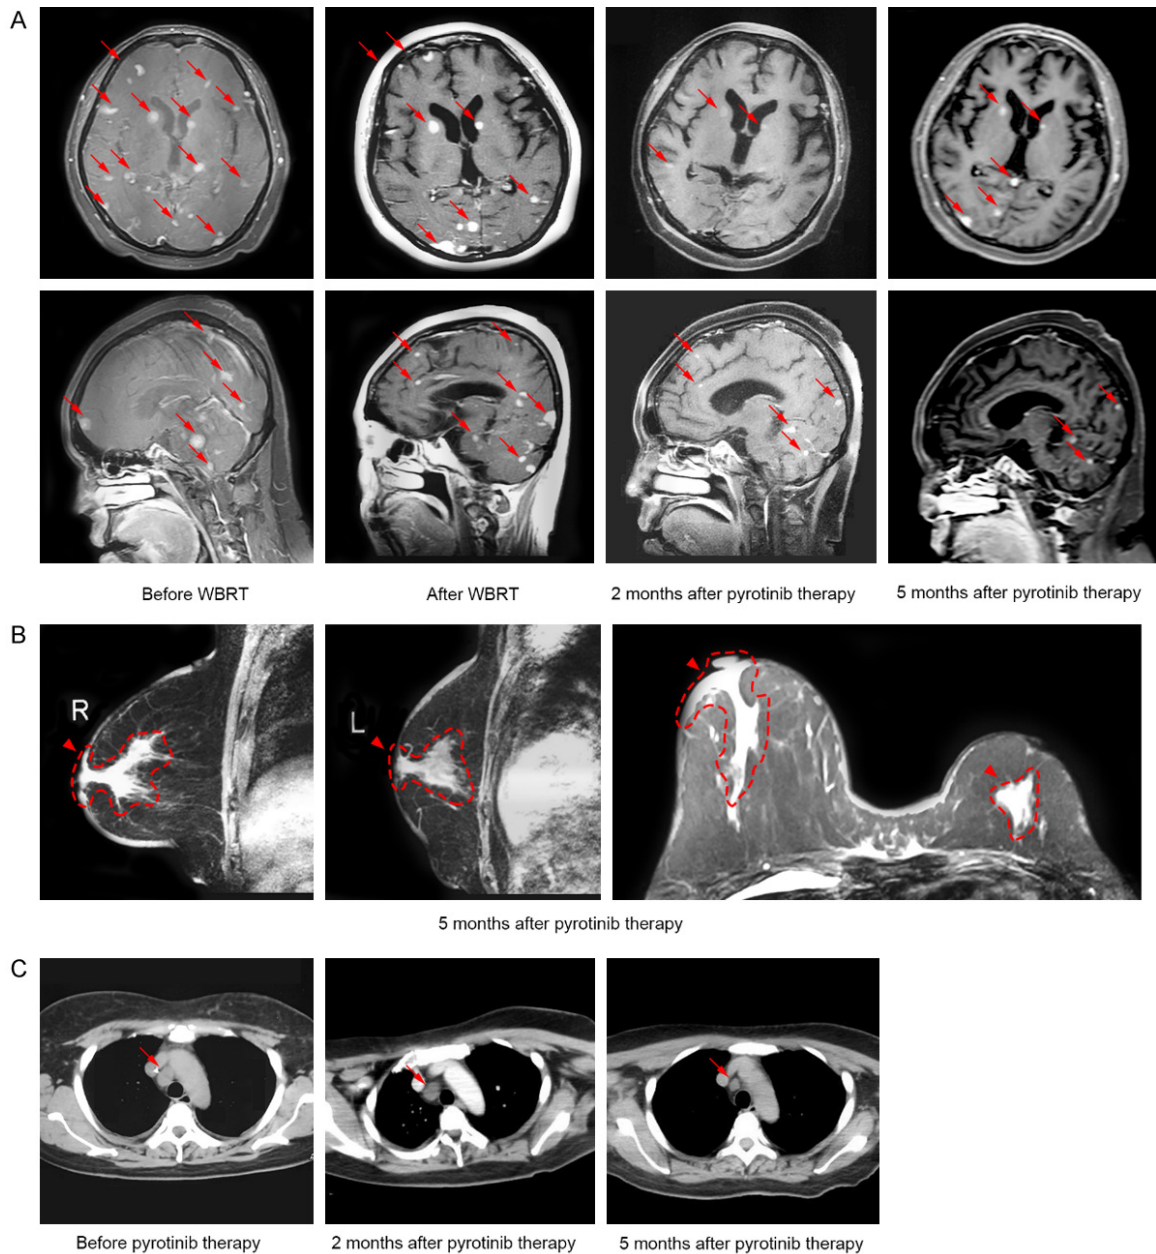 A
Before WBRT
After WBRT
2 months after pyrotinib therapy
5 months after pyrotinib therapy
B
R
L
5 months after pyrotinib therapy
C
Before pyrotinib therapy
2 months after pyrotinib therapy
5 months after pyrotinib therapy